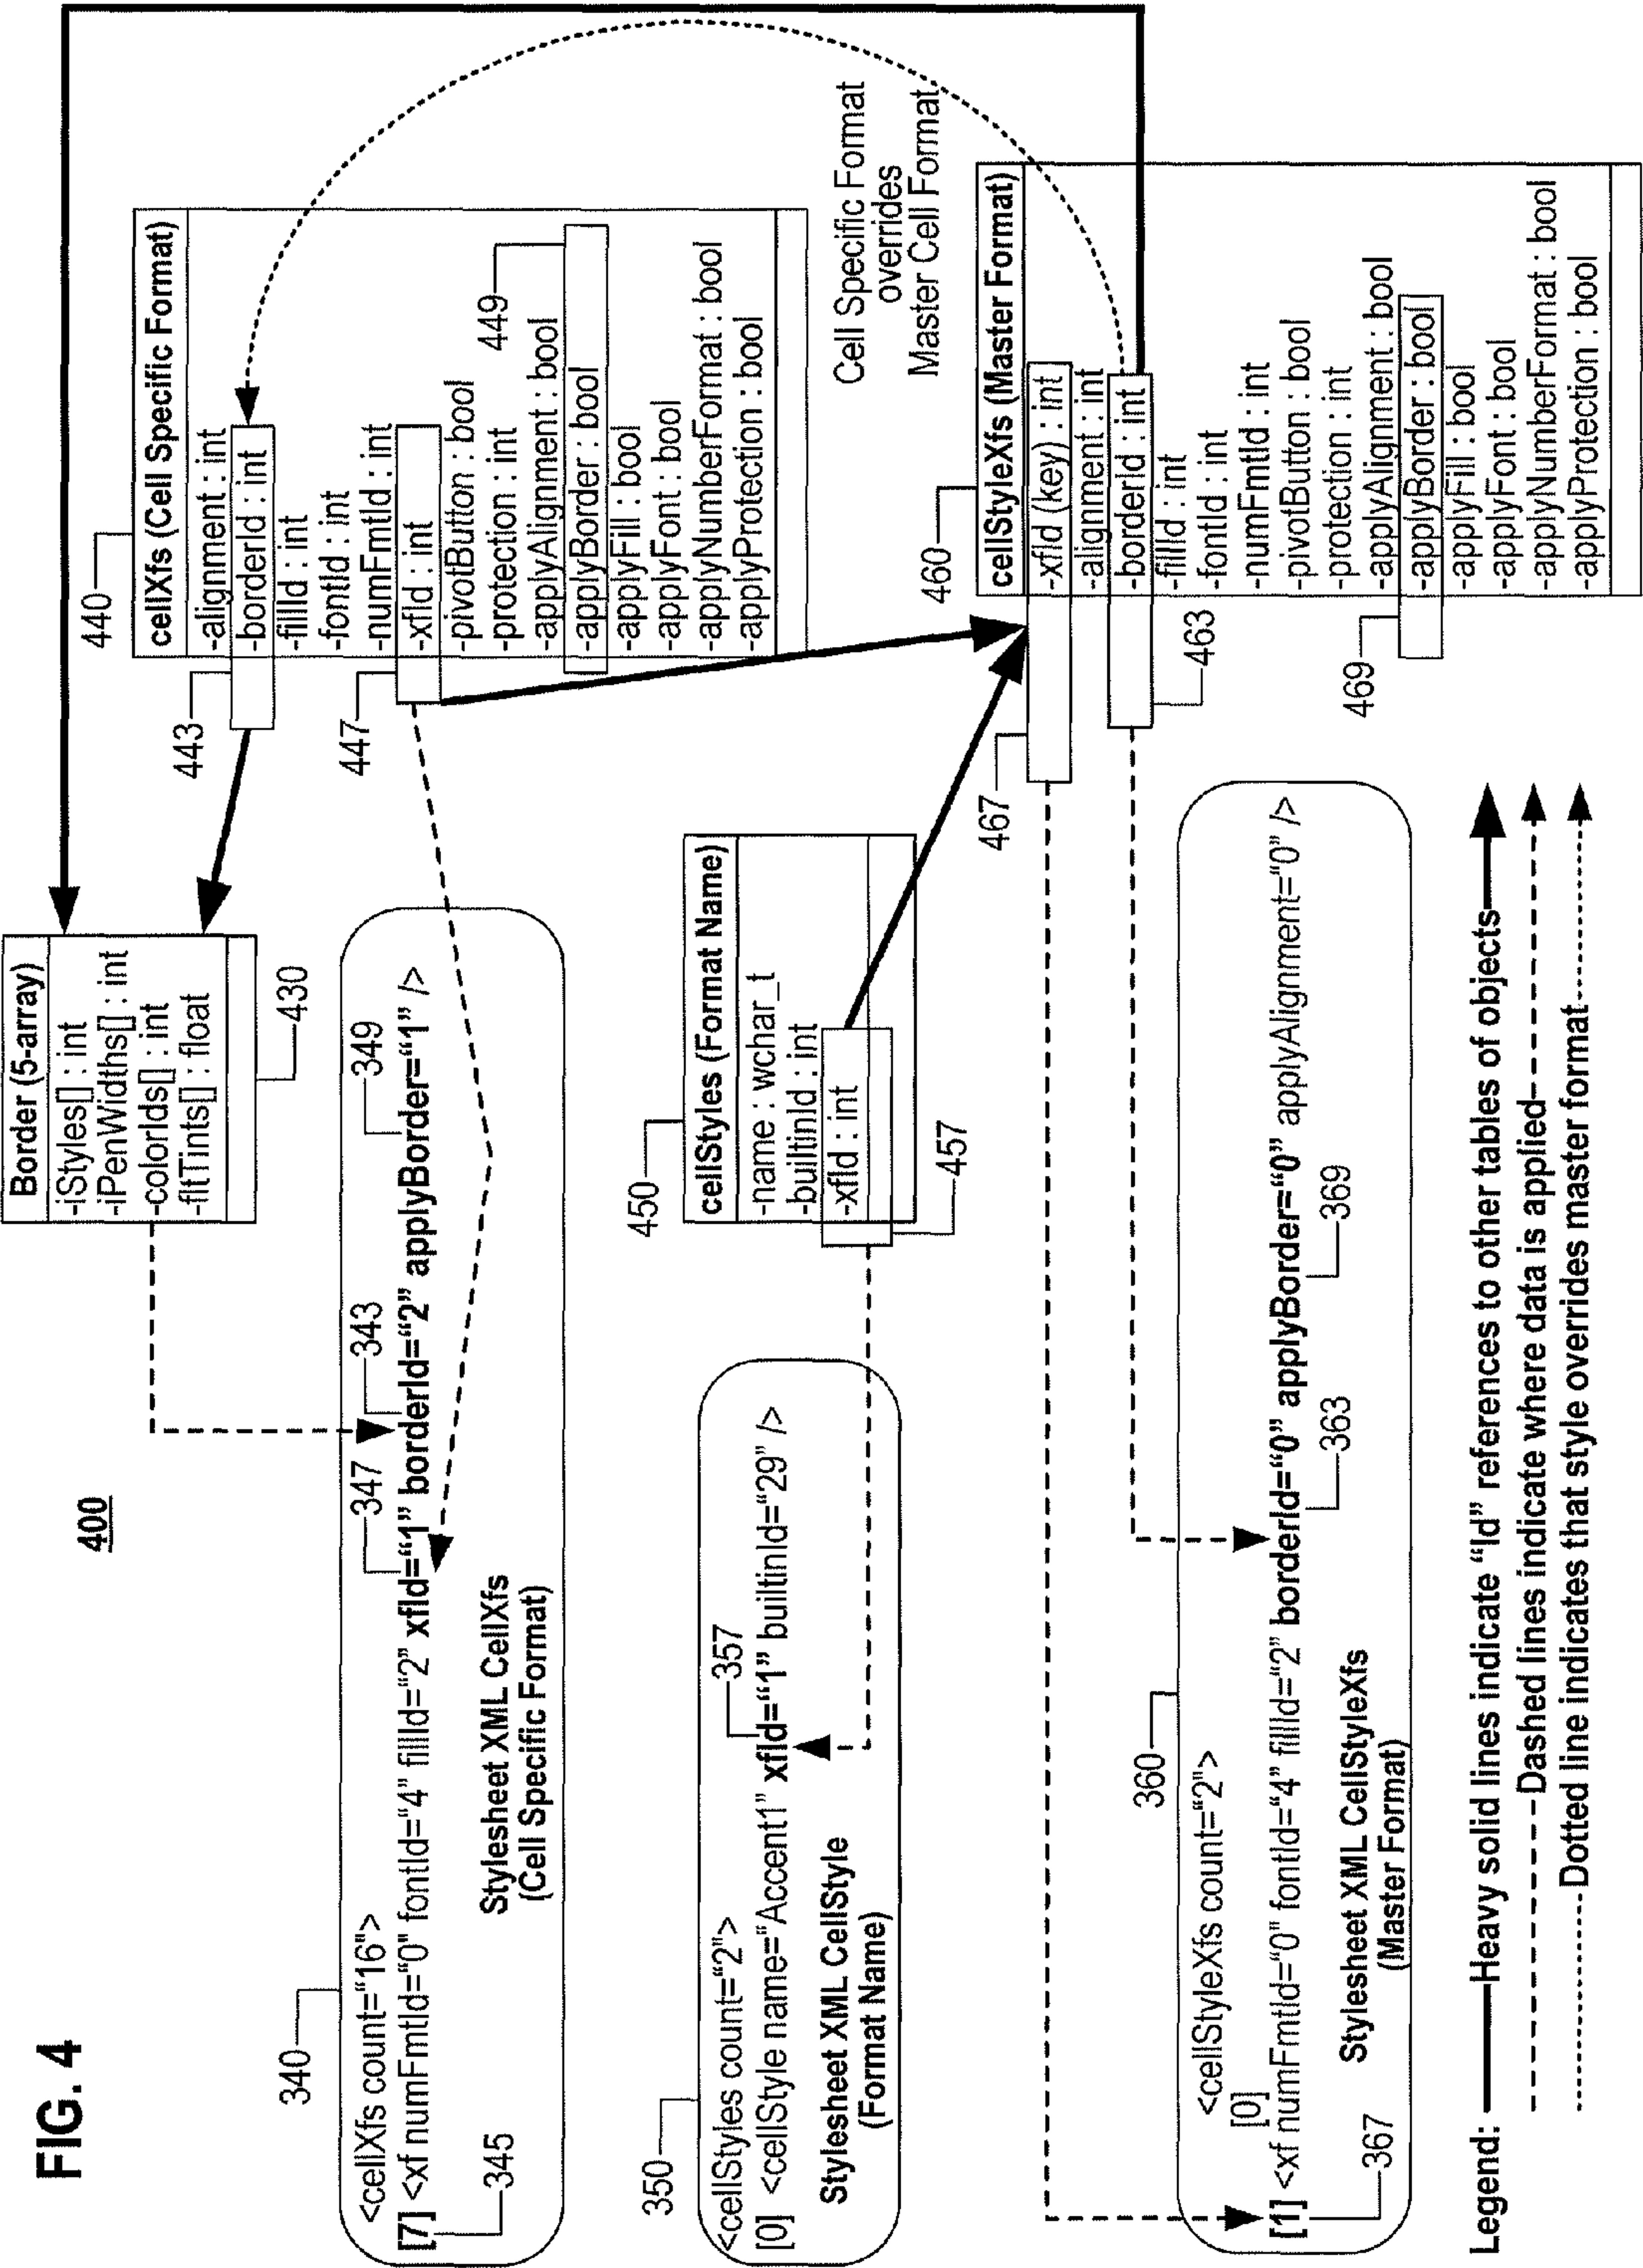 FIG. 4
400
Border (5-array)
-iStyles[] : int
-iPenWidths[] : int
-colorIds[] : int
-fltTints[] : float
430
440
cellXfs (Cell Specific Format)
-alignment : int
-borderId : int
-fillId : int
-fontId : int
-numFmtId : int
-xfId : int
-pivotButton : bool
-protection : int
-applyAlignment : bool
-applyBorder : bool
-applyFill : bool
-applyFont : bool
-applyNumberFormat : bool
-applyProtection : bool
443
447
449
340
<cellXfs count="16">
[7] <xf numFmtId="0" fontId="4" fillId="2" xfId="1" borderId="2" applyBorder="1" />
345
347
343
349
Stylesheet XML CellXfs
(Cell Specific Format)
Cell Specific Format
overrides
Master Cell Format
450
cellStyles (Format Name)
-name : wchar_t
-builtinId : int
-xfId : int
457
350
<cellStyles count="2">
[0] <cellStyle name="Accent1" xfId="1" builtinId="29" />
357
Stylesheet XML CellStyle
(Format Name)
460
cellStyleXfs (Master Format)
-xfId (key) : int
-alignment : int
-borderId : int
-fillId : int
-fontId : int
-numFmtId : int
-pivotButton : bool
-protection : int
-applyAlignment : bool
-applyBorder : bool
-applyFill : bool
-applyFont : bool
-applyNumberFormat : bool
-applyProtection : bool
467
463
469
360
<cellStyleXfs count="2">
[0]
[1] <xf numFmtId="0" fontId="4" fillId="2" borderId="0" applyBorder="0" applyAlignment="0" />
367
363
369
Stylesheet XML CellStyleXfs
(Master Format)
Legend: Heavy solid lines indicate "Id" references to other tables of objects
Dashed lines indicate where data is applied
Dotted line indicates that style overrides master format